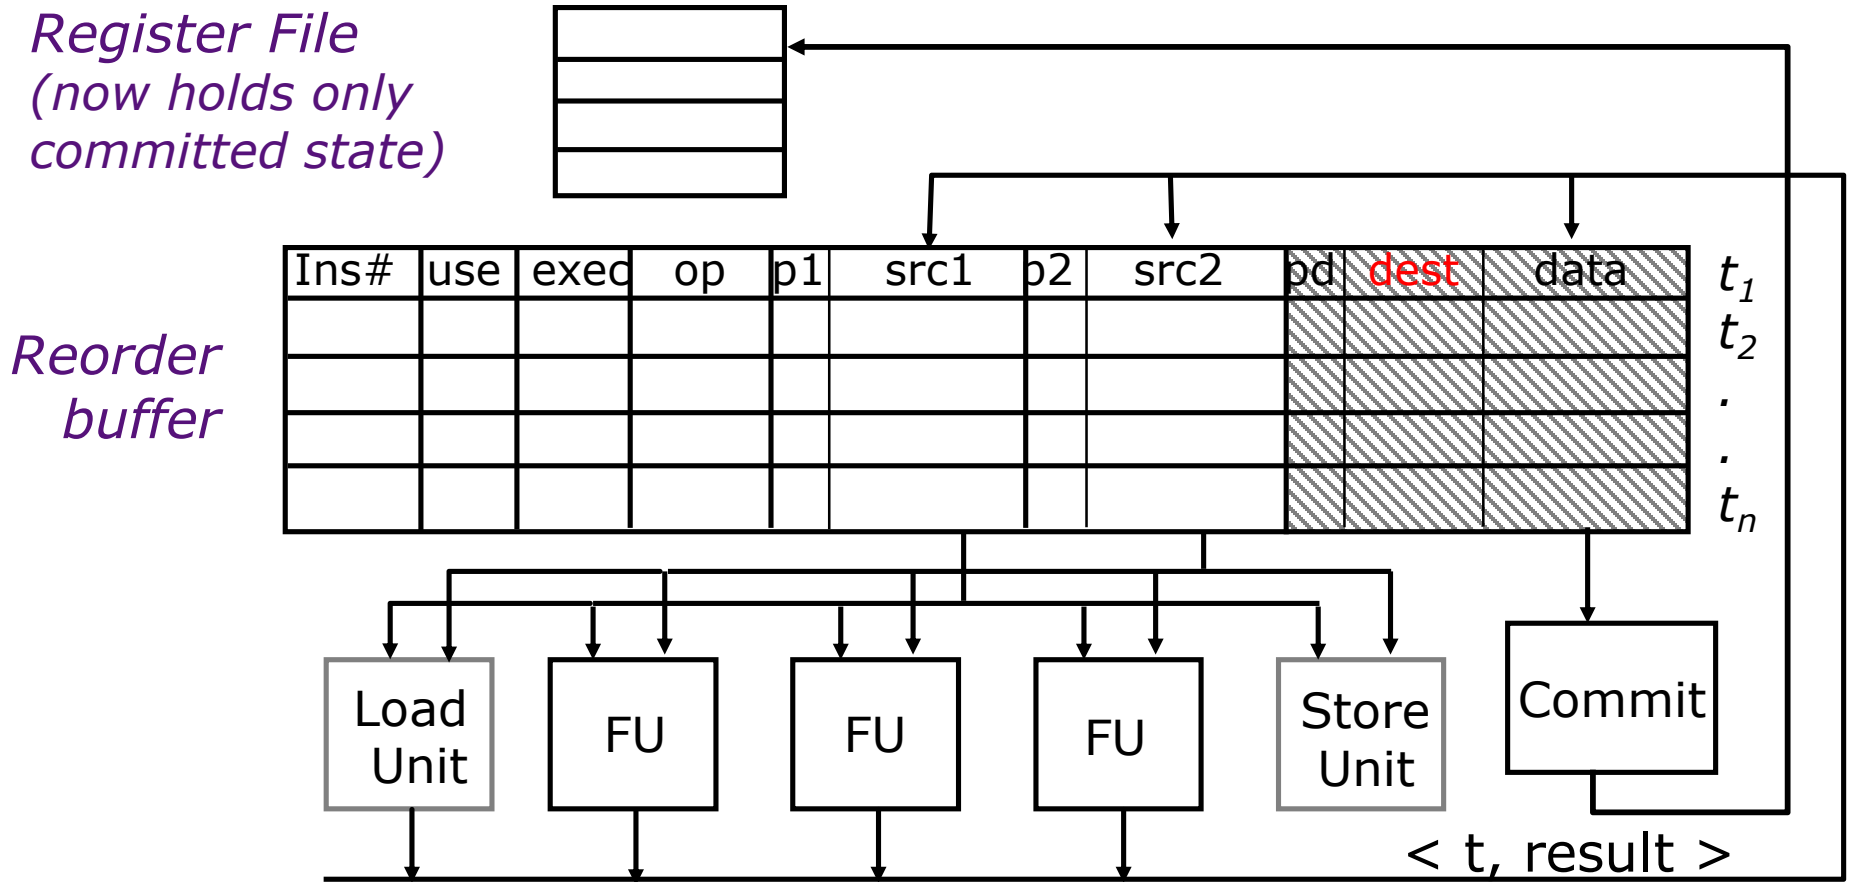 Register File
(now holds only
committed state)
Ins# use exec op p1 src1 p2 src2 pd dest data
t1
t2
.
.
tn
Reorder
buffer
Load
Unit
FU
FU
FU
Store
Unit
Commit
< t, result >